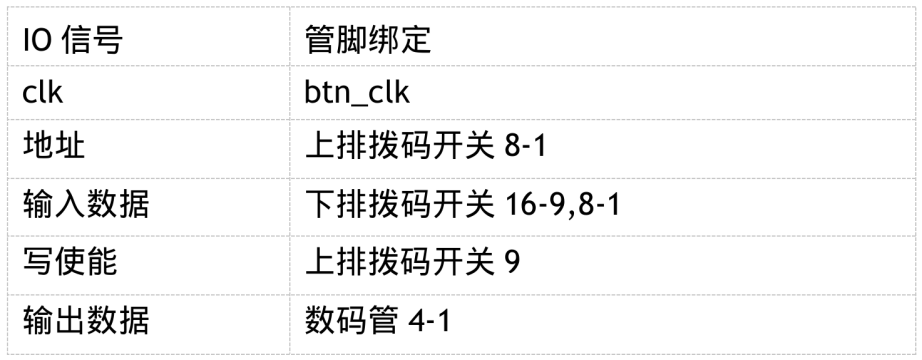 IO 信号 管脚绑定
clk btn_clk
地址 上排拨码开关 8-1
输入数据 下排拨码开关 16-9,8-1
写使能 上排拨码开关 9
输出数据 数码管 4-1